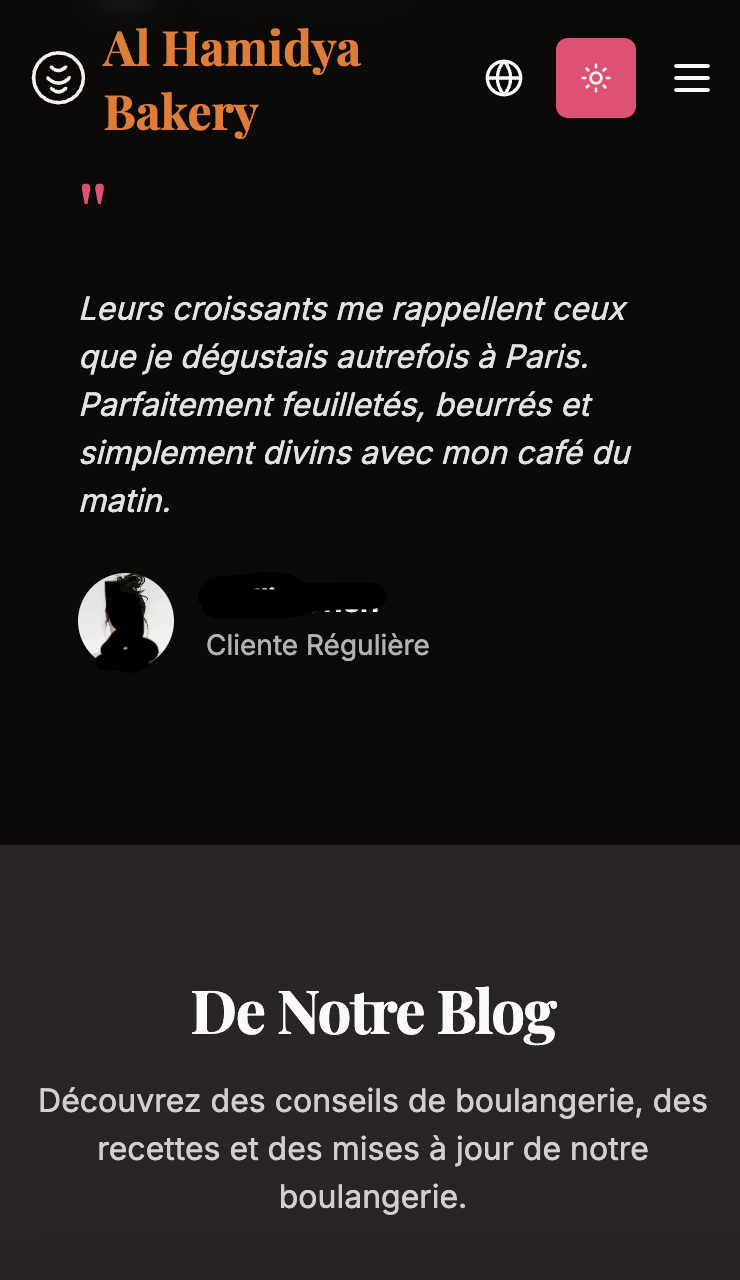 Al Hamidya
Bakery
"
Leurs croissants me rappellent ceux
que je dégustais autrefois à Paris.
Parfaitement feuilletés, beurrés et
simplement divins avec mon café du
matin.
Cliente Régulière
De Notre Blog
Découvrez des conseils de boulangerie, des
recettes et des mises à jour de notre
boulangerie.